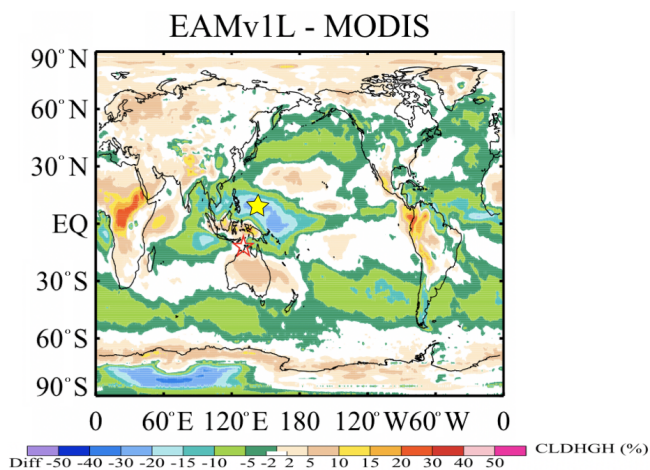 EAMv1L - MODIS
90°N
60°N
30°N
EQ
30°S
60°S
90°S
0 60°E 120°E 180 120°W 60°W 0
Diff -50 -40 -30 -20 -15 -10 -5 -2 2 5 10 15 20 30 40 50 CLDHGH (%)